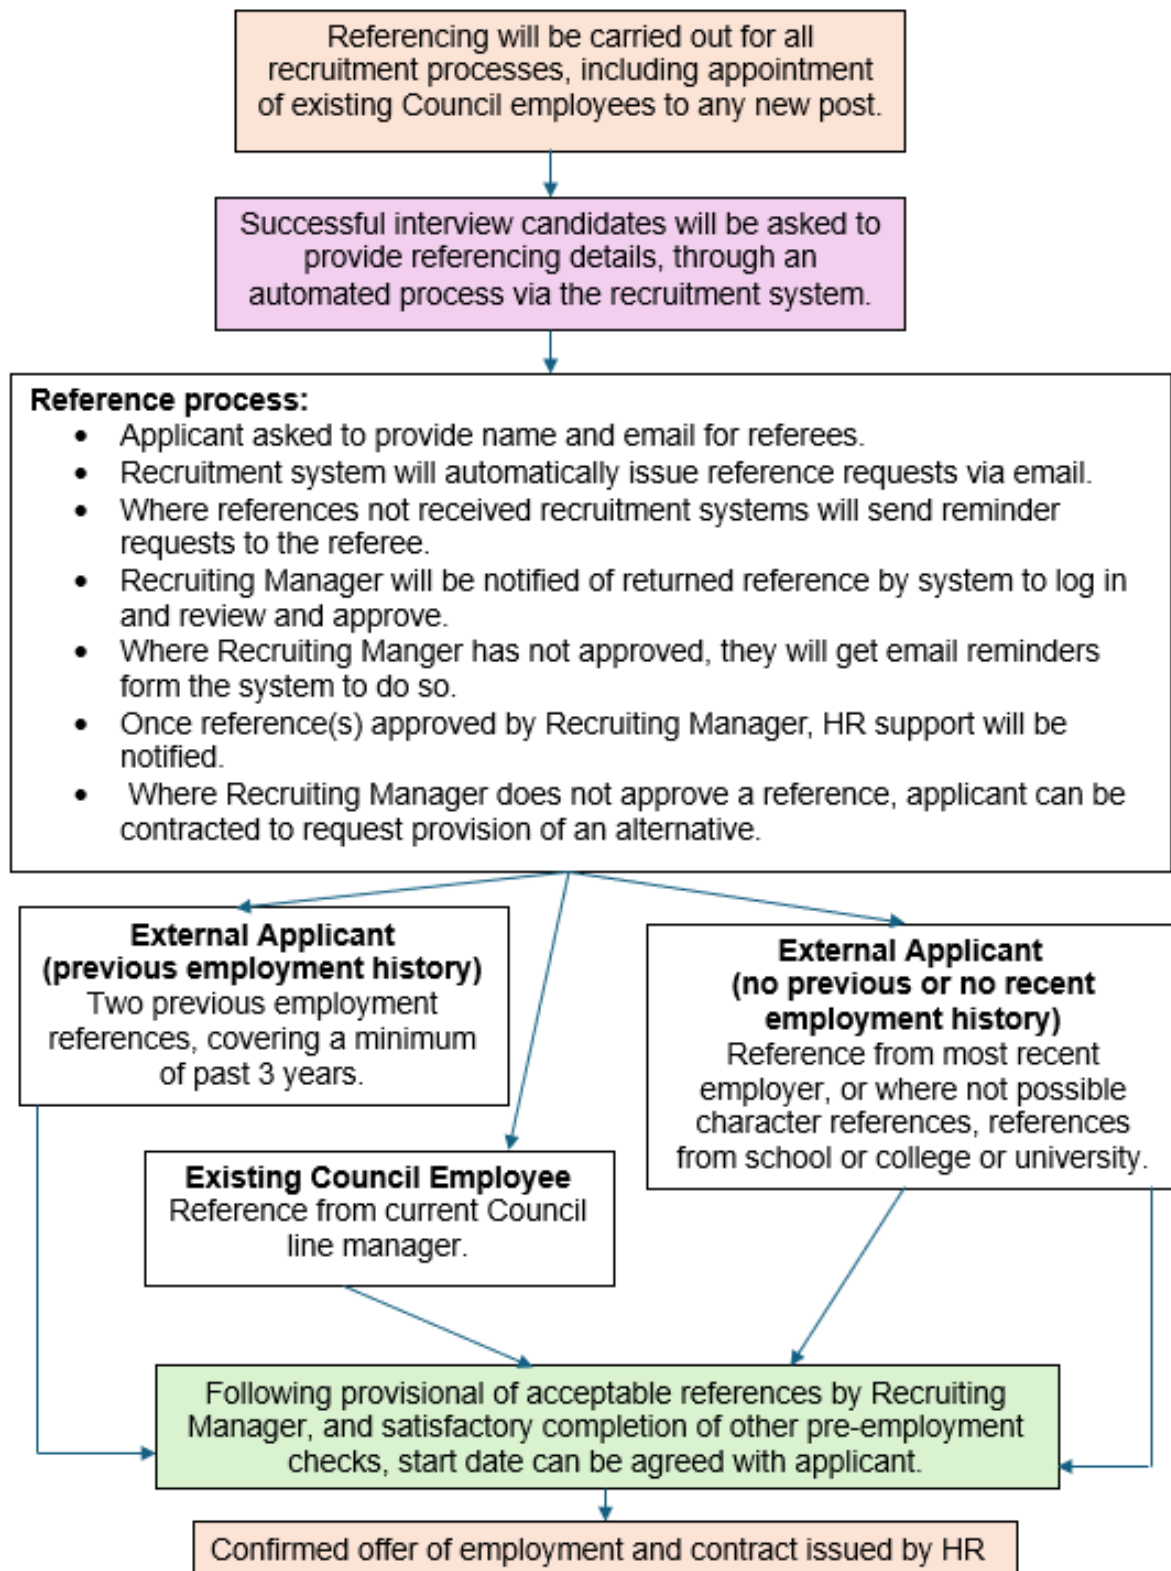 Referencing will be carried out for all
recruitment processes, including appointment
of existing Council employees to any new post.
Successful interview candidates will be asked to
provide referencing details, through an
automated process via the recruitment system.
Reference process:
• Applicant asked to provide name and email for referees.
• Recruitment system will automatically issue reference requests via email.
• Where references not received recruitment systems will send reminder
requests to the referee.
• Recruiting Manager will be notified of returned reference by system to log in
and review and approve.
• Where Recruiting Manger has not approved, they will get email reminders
form the system to do so.
• Once reference(s) approved by Recruiting Manager, HR support will be
notified.
• Where Recruiting Manager does not approve a reference, applicant can be
contracted to request provision of an alternative.
External Applicant
(previous employment history)
Two previous employment
references, covering a minimum
of past 3 years.
External Applicant
(no previous or no recent
employment history)
Reference from most recent
employer, or where not possible
character references, references
from school or college or university.
Existing Council Employee
Reference from current Council
line manager.
Following provisional of acceptable references by Recruiting
Manager, and satisfactory completion of other pre-employment
checks, start date can be agreed with applicant.
Confirmed offer of employment and contract issued by HR